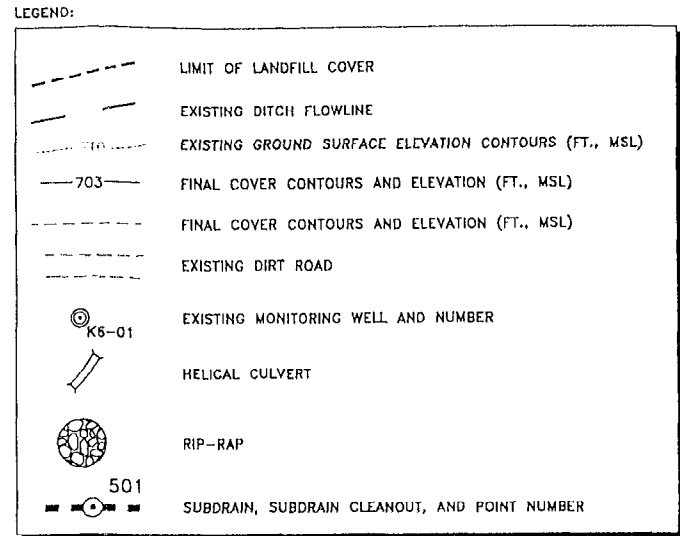 LEGEND:
LIMIT OF LANDFILL COVER
EXISTING DITCH FLOWLINE
710 EXISTING GROUND SURFACE ELEVATION CONTOURS (FT., MSL)
703 FINAL COVER CONTOURS AND ELEVATION (FT., MSL)
FINAL COVER CONTOURS AND ELEVATION (FT., MSL)
EXISTING DIRT ROAD
K6-01 EXISTING MONITORING WELL AND NUMBER
HELICAL CULVERT
RIP-RAP
501
SUBDRAIN, SUBDRAIN CLEANOUT, AND POINT NUMBER